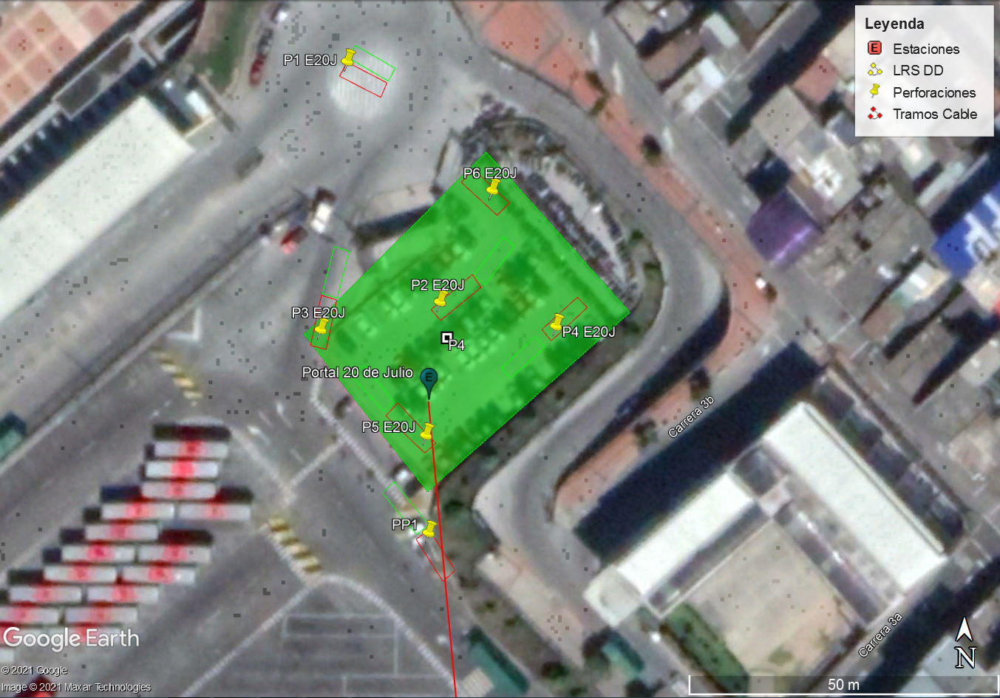 Leyenda
E Estaciones
LRS DD
Perforaciones
Tramos Cable
P1 E20J
P6 E20J
P2 E20J
P3 E20J
P4 E20J
P4
Portal 20 de Julio
E
P5 E20J
Carrera 3b
PP1
Carrera 3a
Google Earth
© 2021 Google
Image © 2021 Maxar Technologies
N
50 m